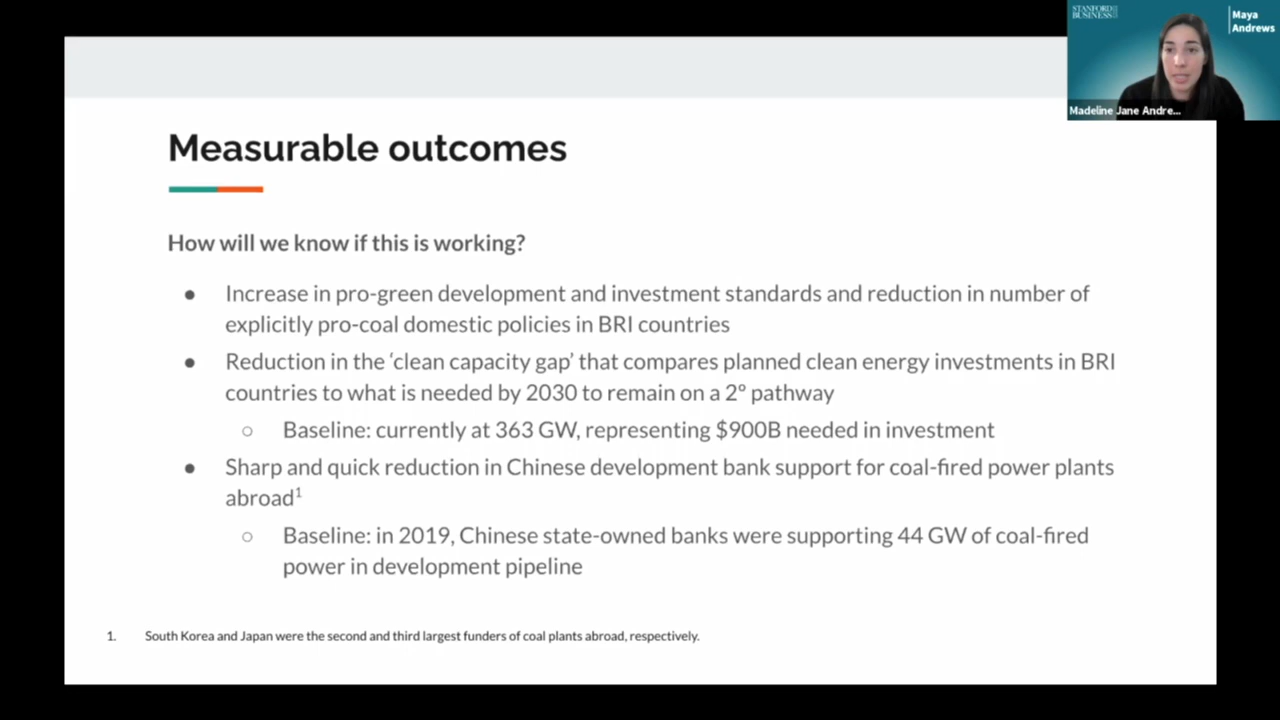 STANFORD
BUSINESS
Maya
Andrews
Madeline Jane Andre...
Measurable outcomes
How will we know if this is working?
● Increase in pro-green development and investment standards and reduction in number of
explicitly pro-coal domestic policies in BRI countries
● Reduction in the ‘clean capacity gap’ that compares planned clean energy investments in BRI
countries to what is needed by 2030 to remain on a 2° pathway
○ Baseline: currently at 363 GW, representing $900B needed in investment
● Sharp and quick reduction in Chinese development bank support for coal-fired power plants
abroad¹
○ Baseline: in 2019, Chinese state-owned banks were supporting 44 GW of coal-fired
power in development pipeline
1. South Korea and Japan were the second and third largest funders of coal plants abroad, respectively.